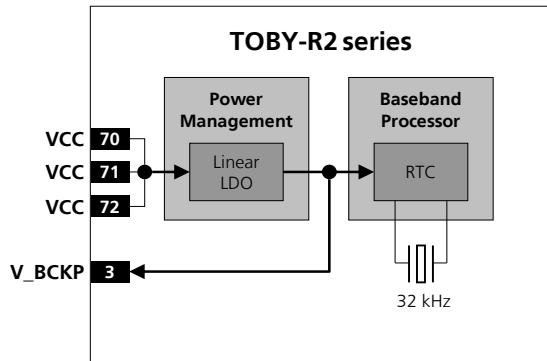 TOBY-R2 series
Power
Management
Baseband
Processor
VCC 70
VCC 71
VCC 72
Linear
LDO
RTC
V_BCKP 3
32 kHz